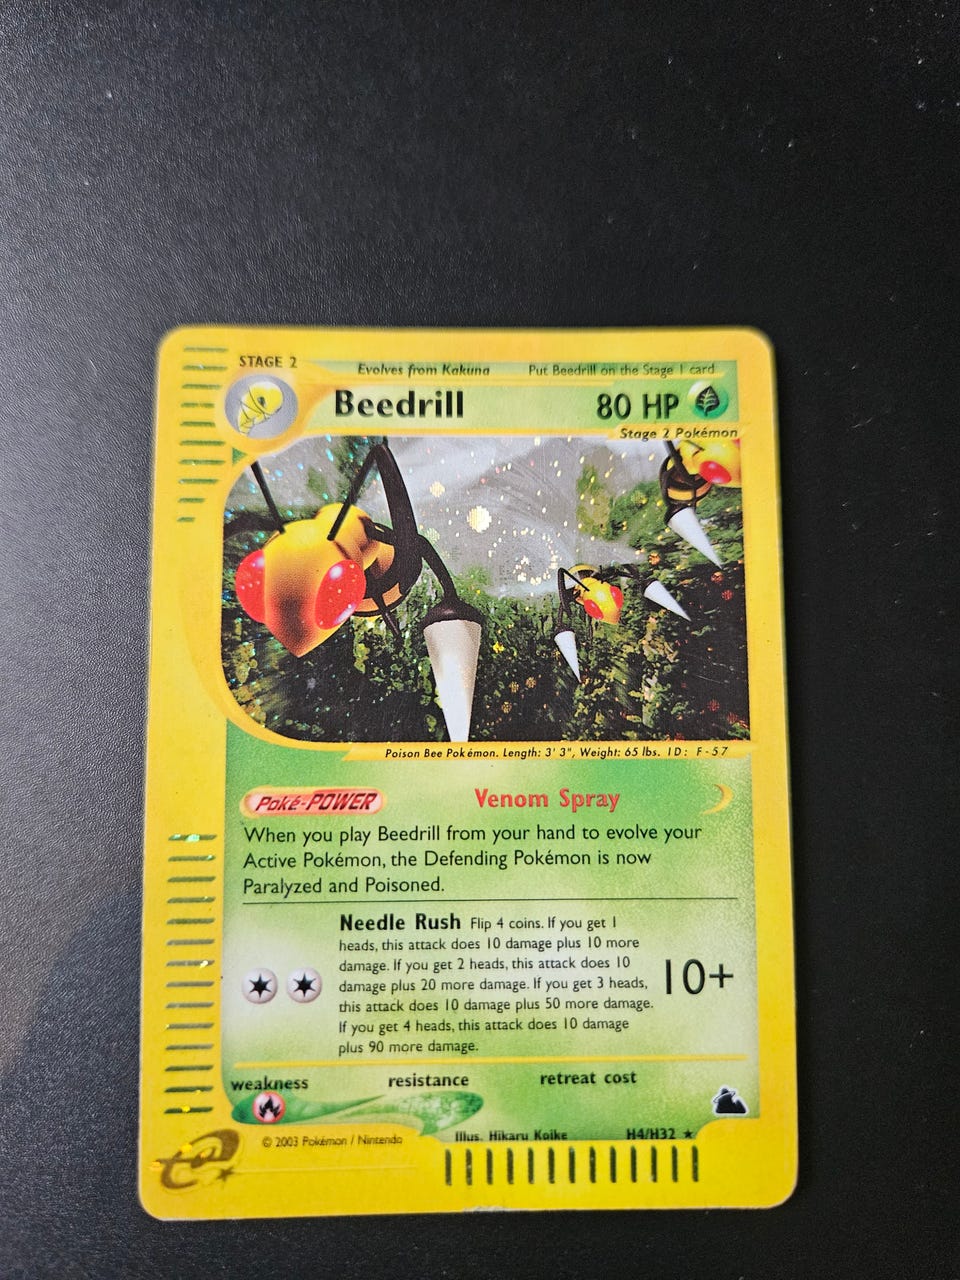 STAGE 2
Evolves from Kakuna Put Beedrill on the Stage 1 card
Beedrill 80 HP
Stage 2 Pokémon
Poison Bee Pokémon. Length: 3' 3", Weight: 65 lbs. ID: F-57
Poké-POWER Venom Spray
When you play Beedrill from your hand to evolve your
Active Pokémon, the Defending Pokémon is now
Paralyzed and Poisoned.
Needle Rush Flip 4 coins. If you get 1
heads, this attack does 10 damage plus 10 more
damage. If you get 2 heads, this attack does 10
damage plus 20 more damage. If you get 3 heads,
this attack does 10 damage plus 50 more damage.
If you get 4 heads, this attack does 10 damage
plus 90 more damage.
10+
weakness resistance retreat cost
© 2003 Pokémon / Nintendo Illus. Hikaru Koike H4/H32 ★
e